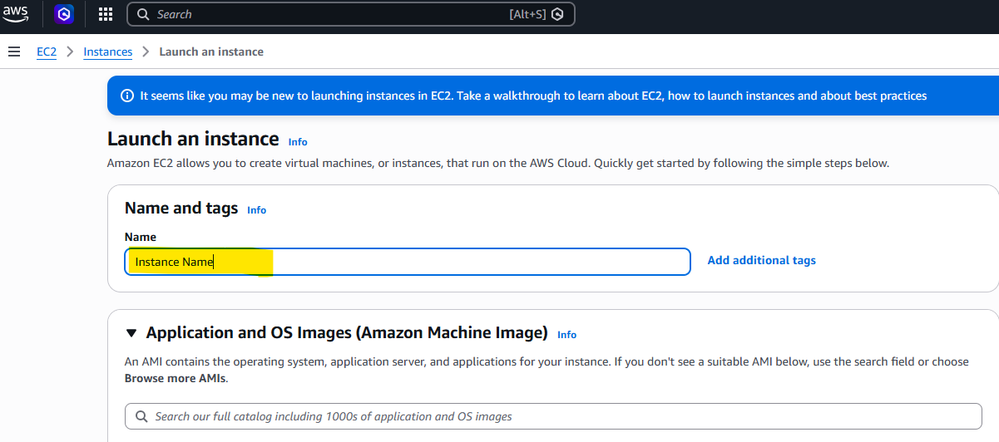 aws
Search [Alt+S]
EC2 Instances Launch an instance
It seems like you may be new to launching instances in EC2. Take a walkthrough to learn about EC2, how to launch instances and about best practices
Launch an instance Info
Amazon EC2 allows you to create virtual machines, or instances, that run on the AWS Cloud. Quickly get started by following the simple steps below.
Name and tags Info
Name
Instance Name Add additional tags
Application and OS Images (Amazon Machine Image) Info
An AMI contains the operating system, application server, and applications for your instance. If you don't see a suitable AMI below, use the search field or choose
Browse more AMIs.
Search our full catalog including 1000s of application and OS images